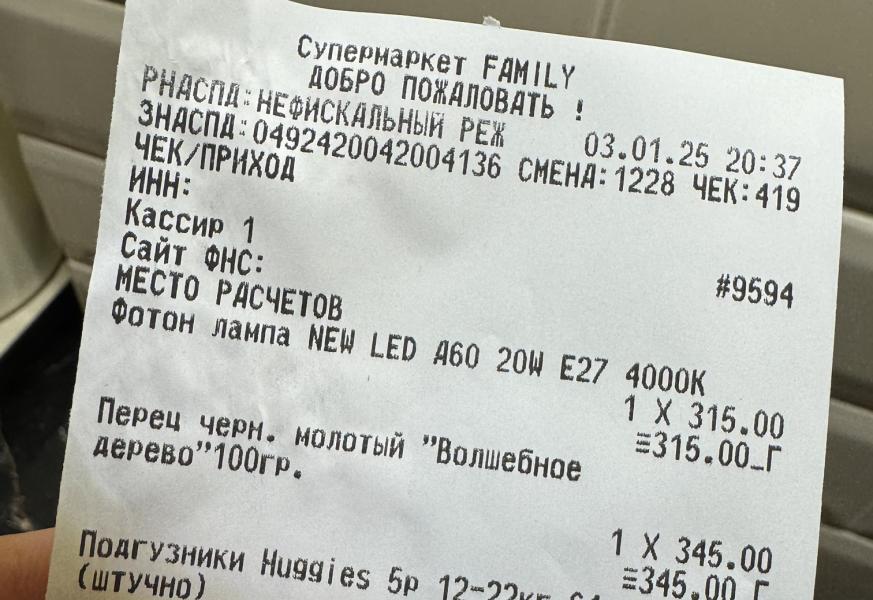 Супермаркет FAMILY
ДОБРО ПОЖАЛОВАТЬ !
РНАСПД:НЕФИСКАЛЬНЫЙ РЕЖ 03.01.25 20:37
ЗНАСПД:0492420042004136 СМЕНА:1228 ЧЕК:419
ЧЕК/ПРИХОД
ИНН:
Кассир 1 #9594
Сайт ФНС:
МЕСТО РАСЧЕТОВ
Фотон лампа NEW LED A60 20W E27 4000K
1 X 315.00
≡315.00_Г
Перец черн. молотый "Волшебное
дерево"100гр.
1 X 345.00
≡345.00_Г
Подгузники Huggies 5р 12-22кг
(штучно)